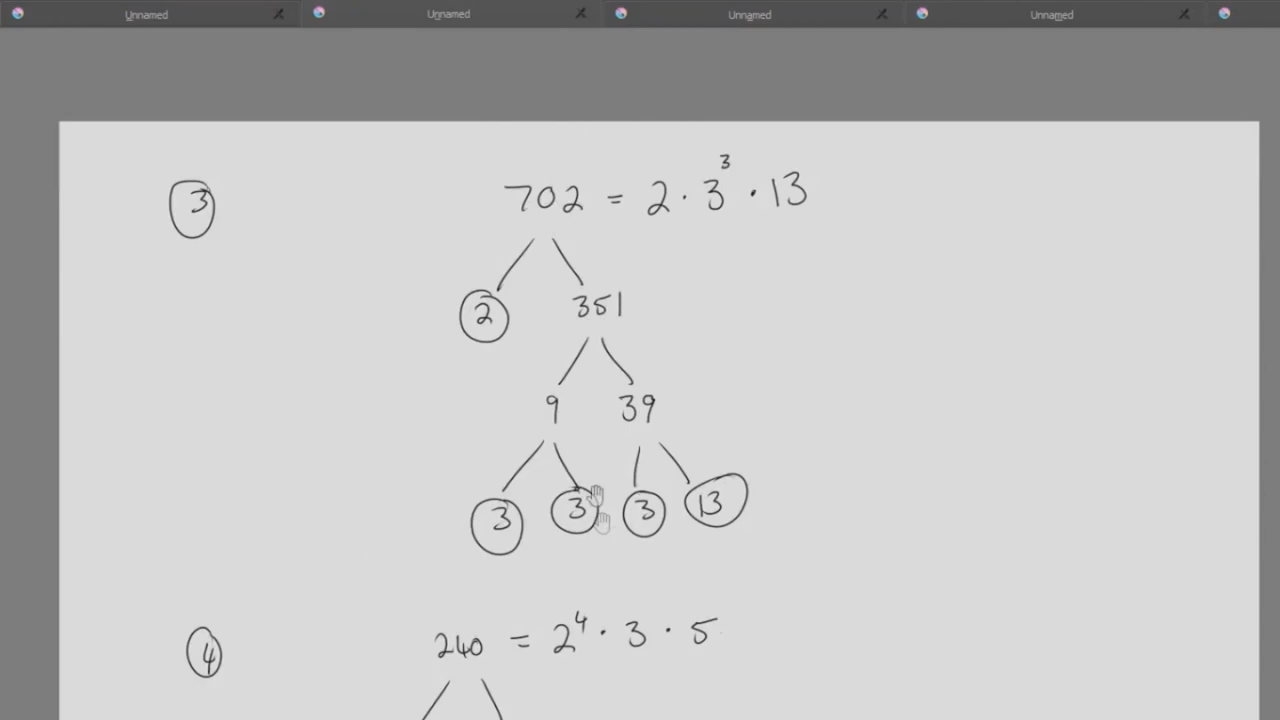 Unnamed Unnamed Unnamed Unnamed
3 702 = 2 · 3³ · 13
2 351
9 39
3 3 3 13
4 240 = 2⁴ · 3 · 5